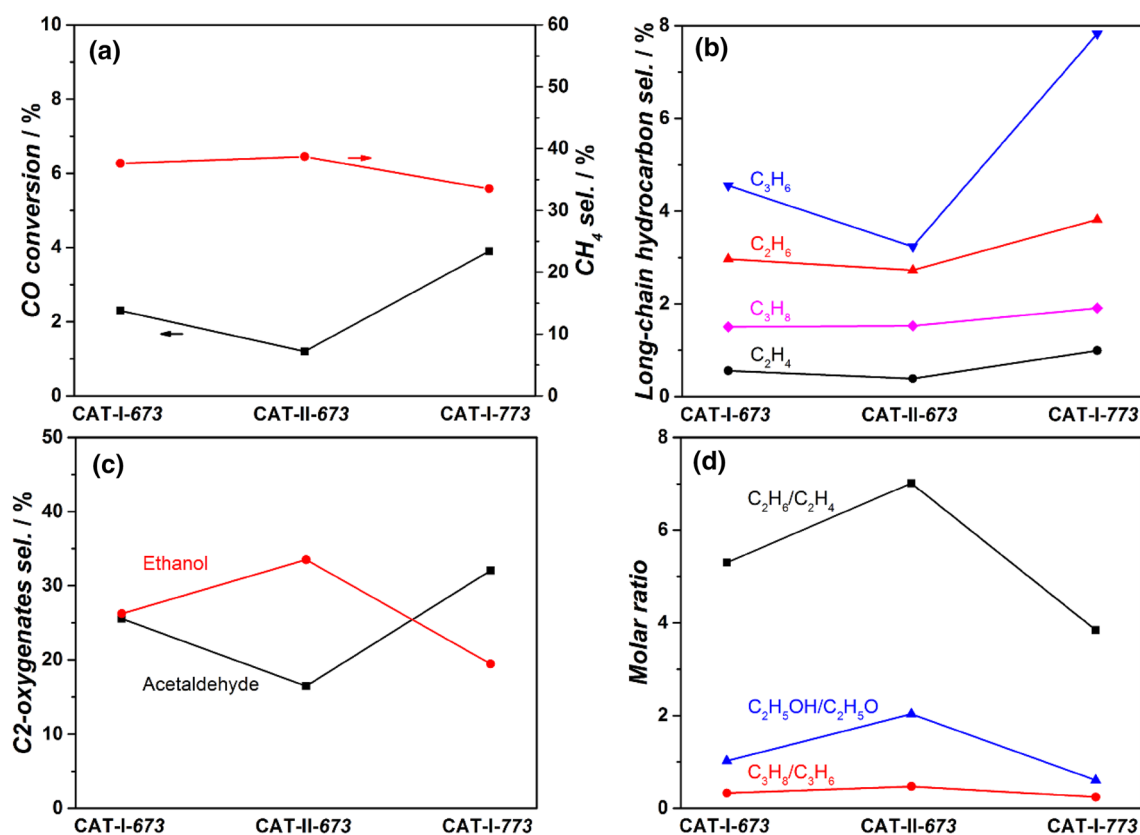 (a)
CO conversion / %
10
8
6
4
2
0
CH₄ sel. / %
60
50
40
30
20
10
0
CAT-I-673 CAT-II-673 CAT-I-773
(b)
Long-chain hydrocarbon sel. / %
8
6
4
2
0
C₃H₆
C₂H₆
C₃H₈
C₂H₄
CAT-I-673 CAT-II-673 CAT-I-773
(c)
C2-oxygenates sel. / %
50
40
30
20
10
0
Ethanol
Acetaldehyde
CAT-I-673 CAT-II-673 CAT-I-773
(d)
Molar ratio
8
6
4
2
0
C₂H₆/C₂H₄
C₂H₅OH/C₂H₅O
C₃H₈/C₃H₆
CAT-I-673 CAT-II-673 CAT-I-773